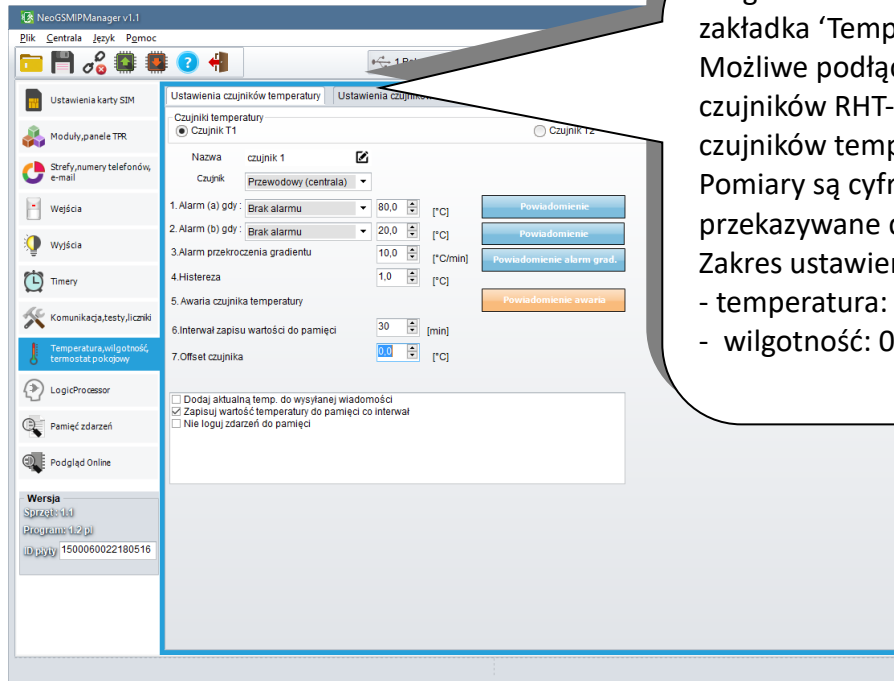 NeoGSMIPManager v1.1
Plik Centrala Język Pomoc
Ustawienia karty SIM
Moduły,panele TPR
Strefy,numery telefonów,
e-mail
Wejścia
Wyjścia
Timery
Komunikacja,testy,liczniki
Temperatura,wilgotność,
termostat pokojowy
LogicProcessor
Pamięć zdarzeń
Podgląd Online
Wersja
Sprzęt: 1.1
Program: 1.2 pl
ID płyty 1500060022180516
Ustawienia czujników temperatury Ustawienia
Czujniki temperatury
Czujnik T1 Czujnik T2
Nazwa czujnik 1
Czujnik Przewodowy (centrala)
1. Alarm (a) gdy : Brak alarmu 80,0 [°C] Powiadomienie
2. Alarm (b) gdy : Brak alarmu 20,0 [°C] Powiadomienie
3.Alarm przekroczenia gradientu 10,0 [°C/min] Powiadomienie alarm grad.
4.Histereza 1,0 [°C]
5. Awaria czujnika temperatury Powiadomienie awaria
6.Interwał zapisu wartości do pamięci 30 [min]
7.Offset czujnika 0,0 [°C]
Dodaj aktualną temp. do wysyłanej wiadomości
Zapisuj wartość temperatury do pamięci co interwał
Nie loguj zdarzeń do pamięci
zakładka ‘Temp
Możliwe podłą
czujników RHT-
czujników temp
Pomiary są cyfr
przekazywane
Zakres ustawie
- temperatura:
- wilgotność: 0